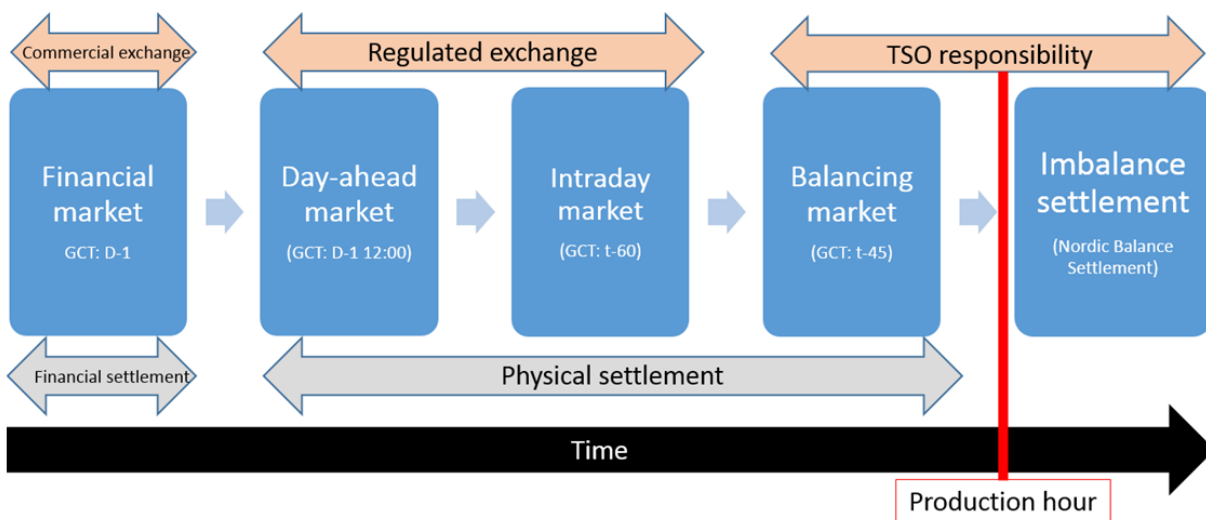 Commercial exchange
Regulated exchange
TSO responsibility
Financial
market
GCT: D-1
Day-ahead
market
(GCT: D-1 12:00)
Intraday
market
(GCT: t-60)
Balancing
market
(GCT: t-45)
Imbalance
settlement
(Nordic Balance
Settlement)
Financial settlement
Physical settlement
Time
Production hour